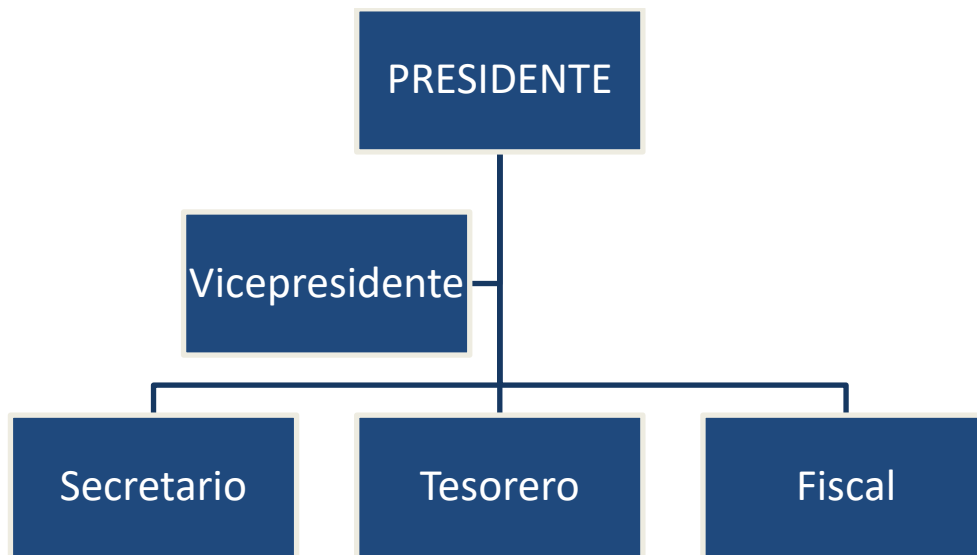 PRESIDENTE
Vicepresidente
Secretario
Tesorero
Fiscal